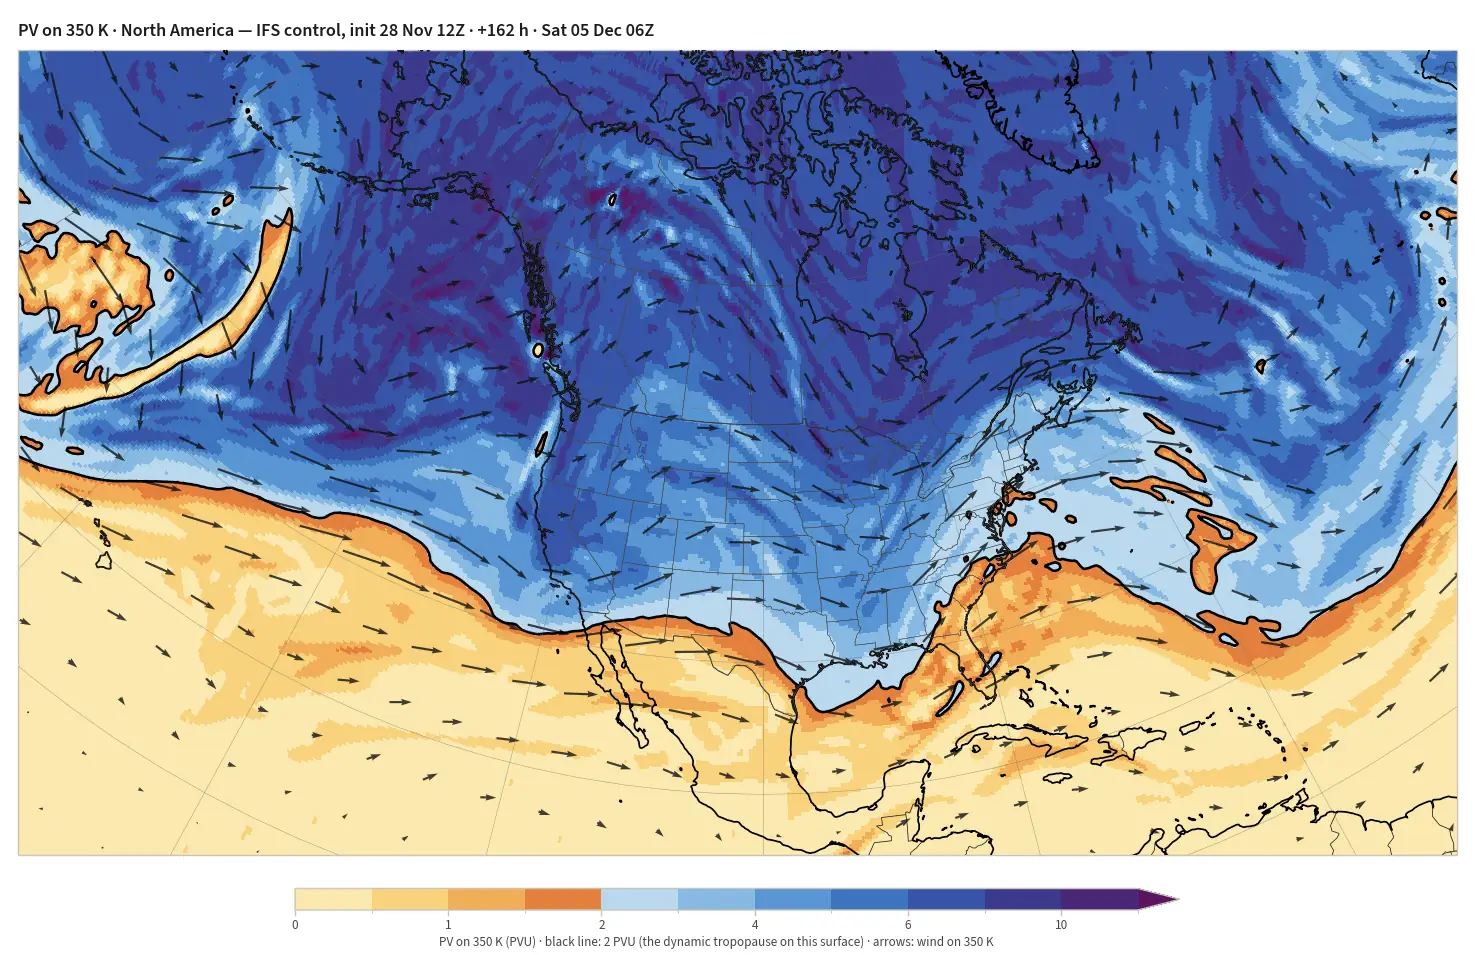 PV on 350 K · North America — IFS control, init 28 Nov 12Z · +162 h · Sat 05 Dec 06Z
0 1 2 4 6 10
PV on 350 K (PVU) · black line: 2 PVU (the dynamic tropopause on this surface) · arrows: wind on 350 K